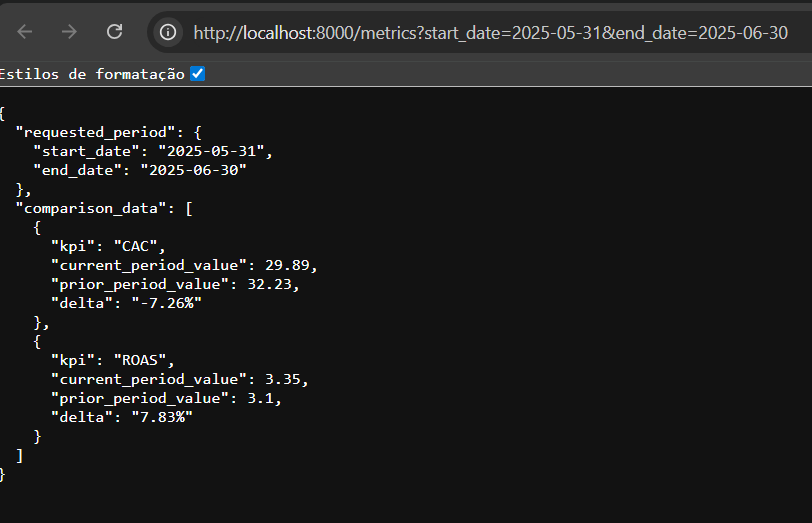 http://localhost:8000/metrics?start_date=2025-05-31&end_date=2025-06-30
Estilos de formatação
{
  "requested_period": {
    "start_date": "2025-05-31",
    "end_date": "2025-06-30"
  },
  "comparison_data": [
    {
      "kpi": "CAC",
      "current_period_value": 29.89,
      "prior_period_value": 32.23,
      "delta": "-7.26%"
    },
    {
      "kpi": "ROAS",
      "current_period_value": 3.35,
      "prior_period_value": 3.1,
      "delta": "7.83%"
    }
  ]
}